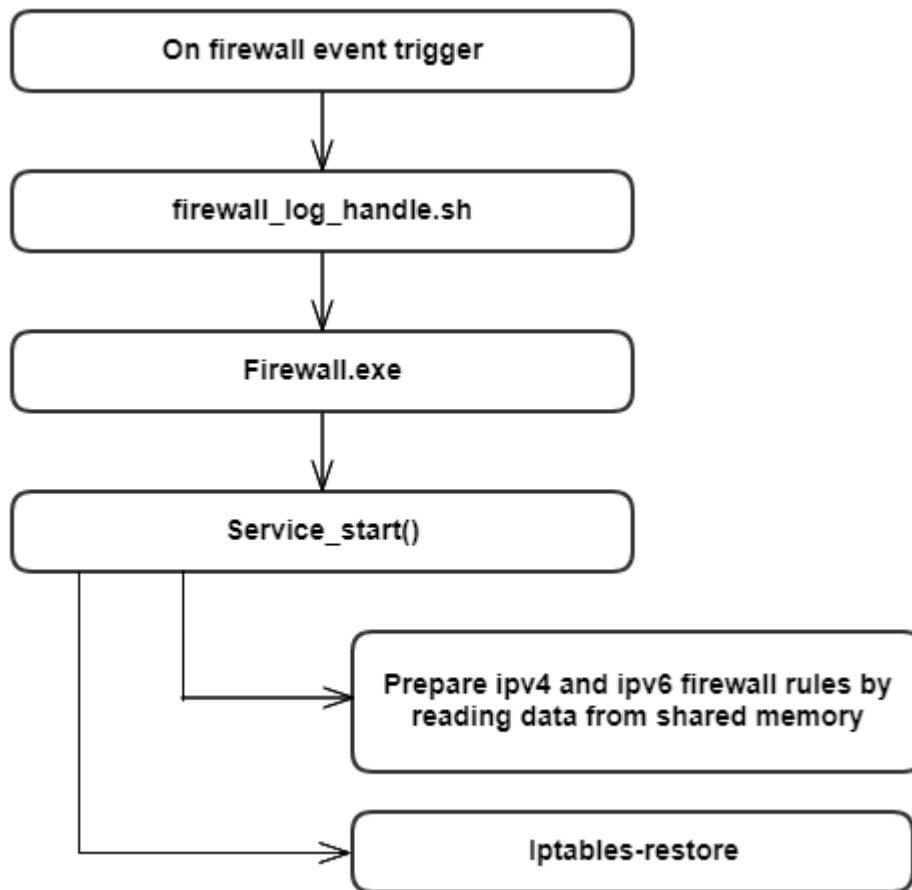 On firewall event trigger
firewall_log_handle.sh
Firewall.exe
Service_start()
Prepare ipv4 and ipv6 firewall rules by
reading data from shared memory
Iptables-restore